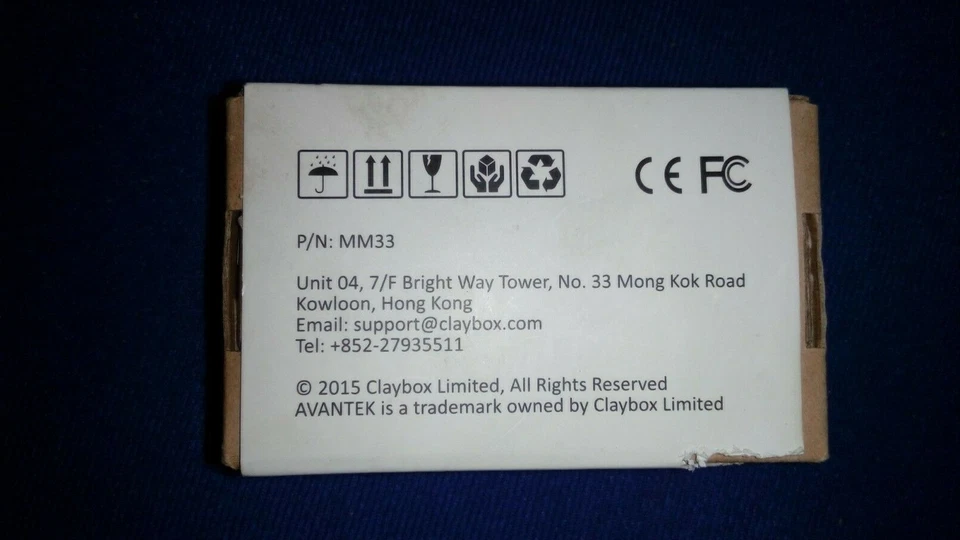 CE FC
P/N: MM33
Unit 04, 7/F Bright Way Tower, No. 33 Mong Kok Road
Kowloon, Hong Kong
Email: support@claybox.com
Tel: +852-27935511
© 2015 Claybox Limited, All Rights Reserved
AVANTEK is a trademark owned by Claybox Limited